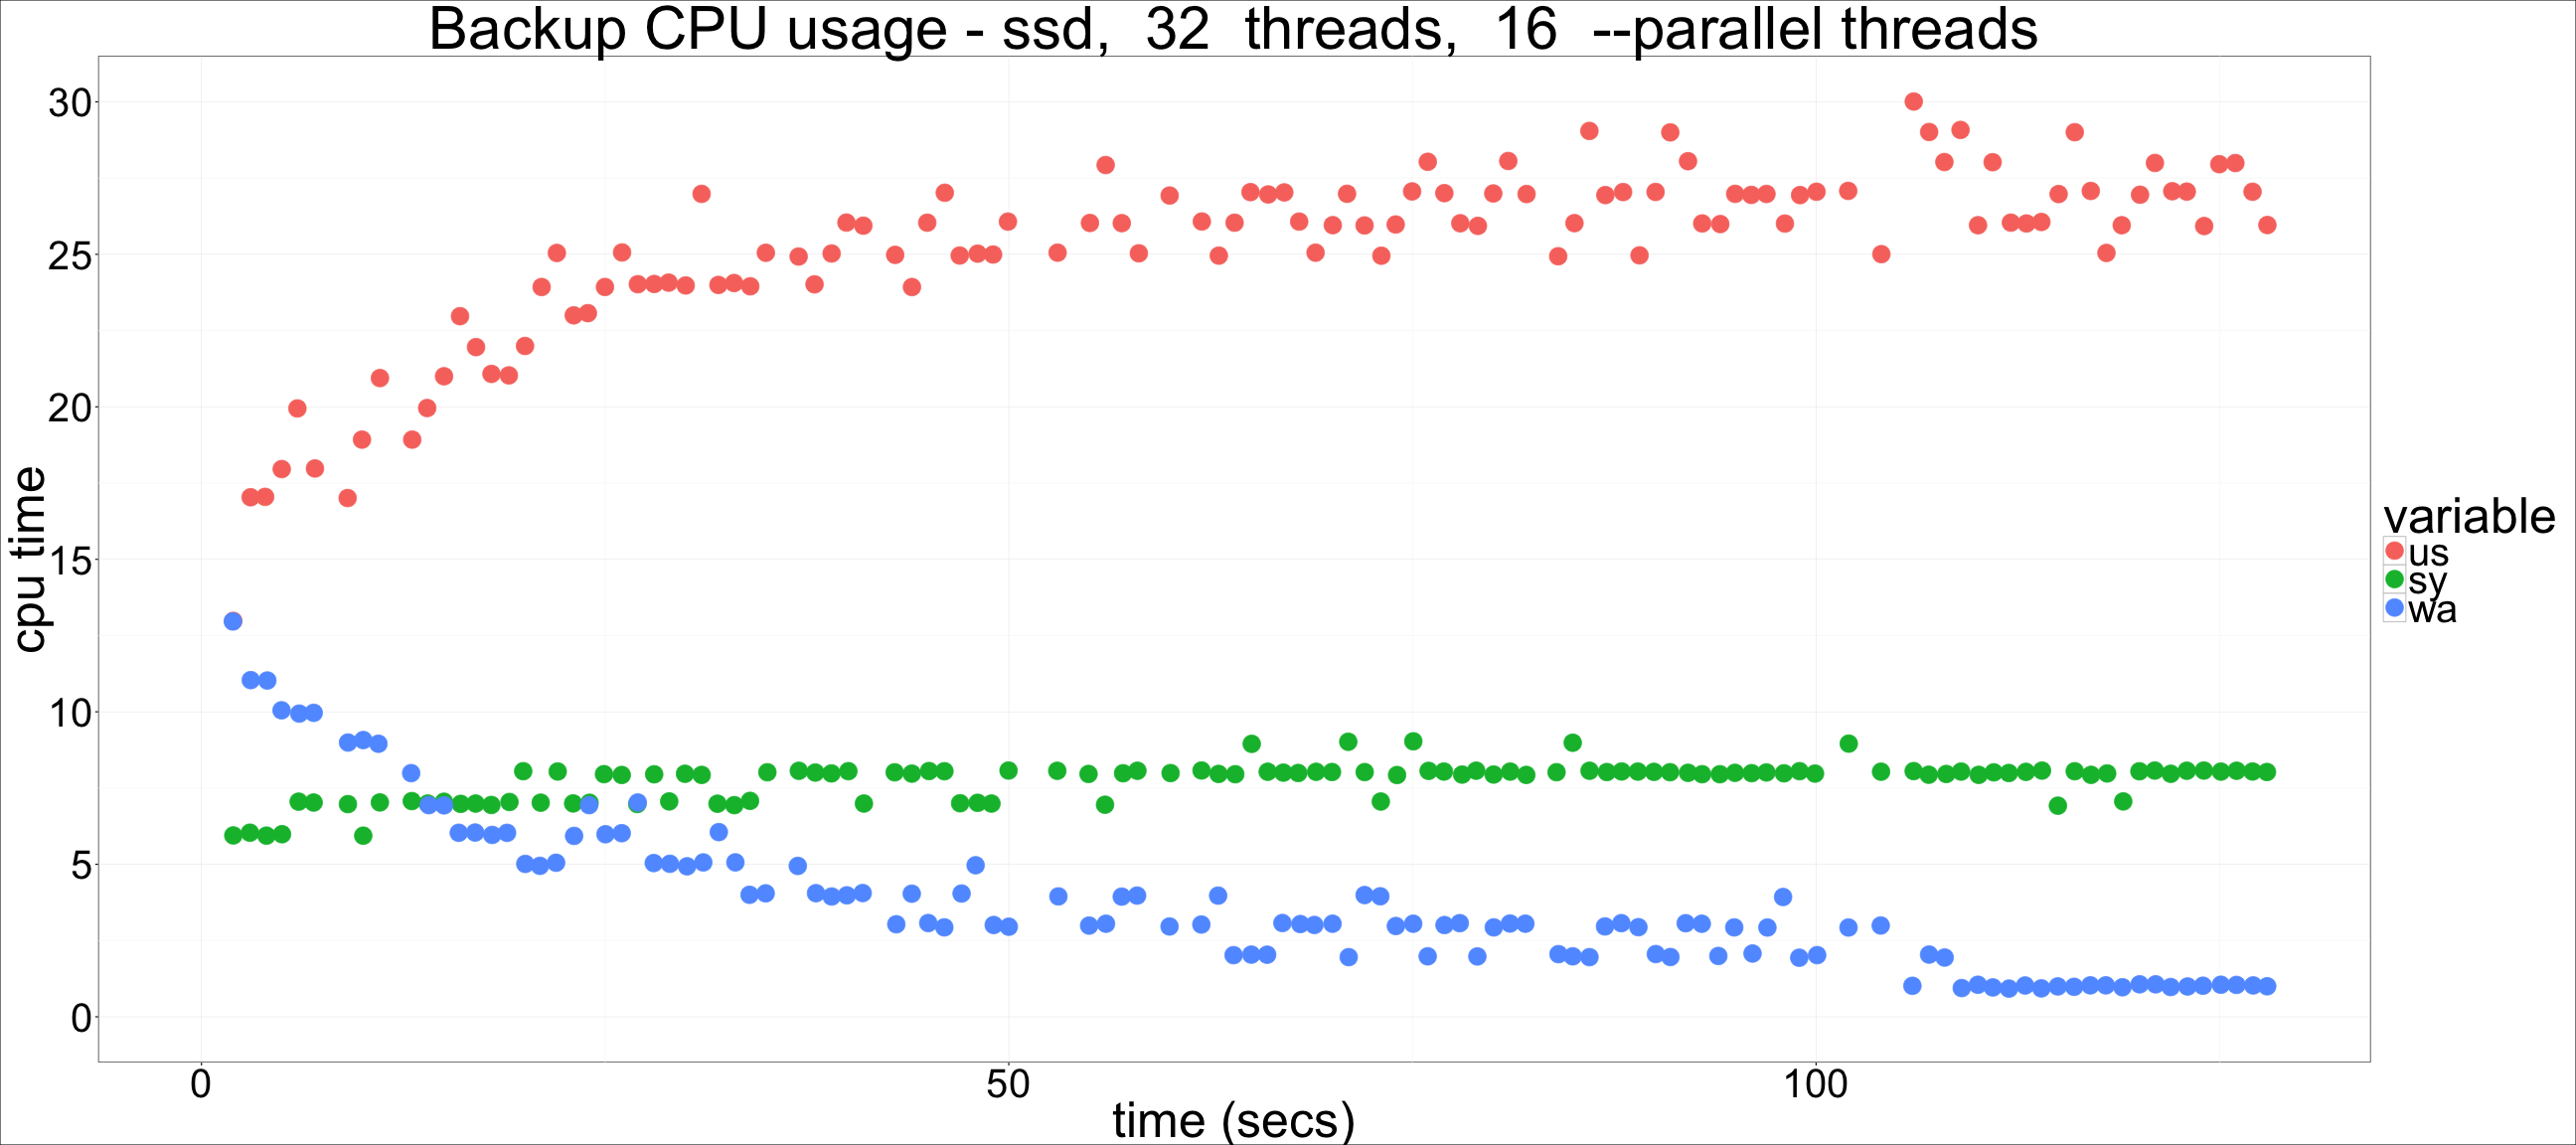 Backup CPU usage - ssd,  32  threads,  16  --parallel threads
30
25
20
15
10
5
0
cpu time
0 50 100
time (secs)
variable
us
sy
wa